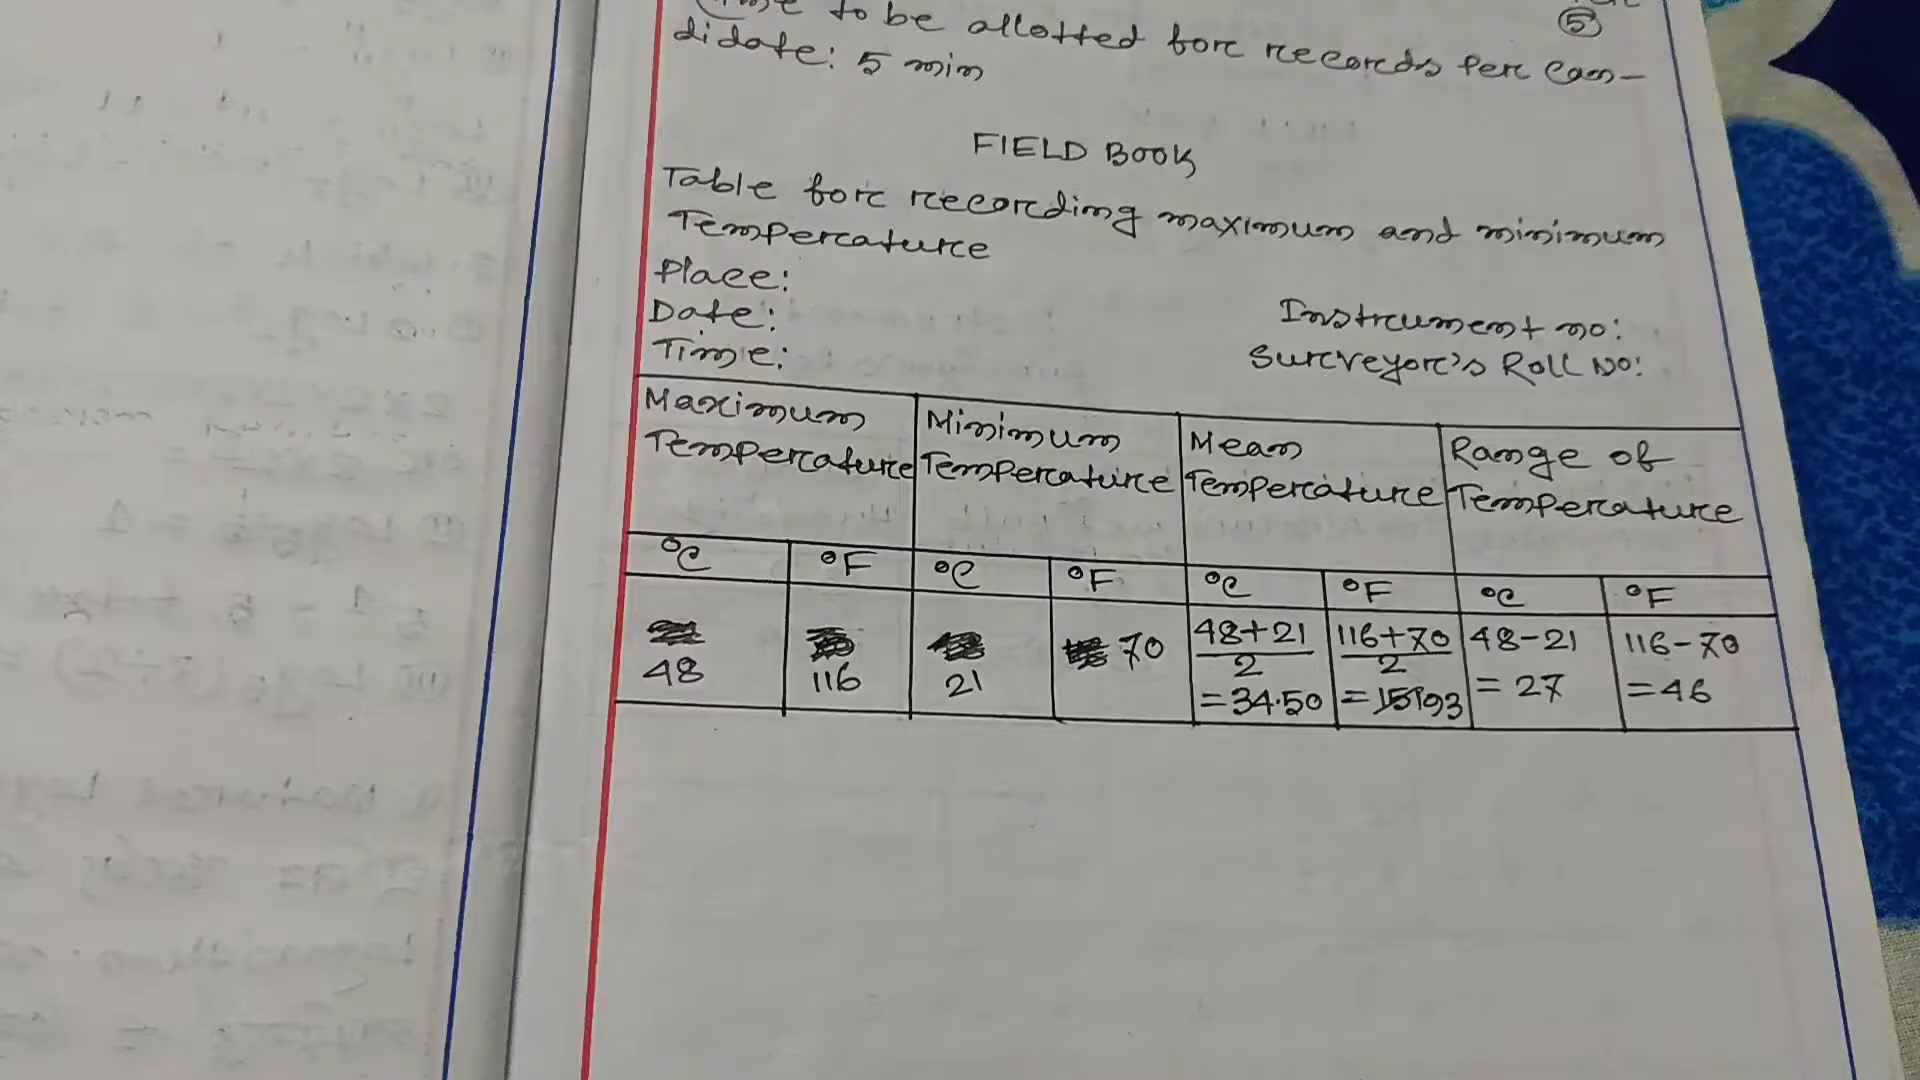 to be allotted for records per can-
didate: 5 min
5
FIELD BOOK
Table for recording maximum and minimum
Temperature
Place:
Date:
Time:
Instrument no:
Surveyor's Roll No:
Maximum Temperature
Minimum Temperature
Mean Temperature
Range of Temperature
°C °F °C °F °C °F °C °F
48 116 21 70
48+21
2
=34.50
116+70
2
48-21
= 27
116-70
=46